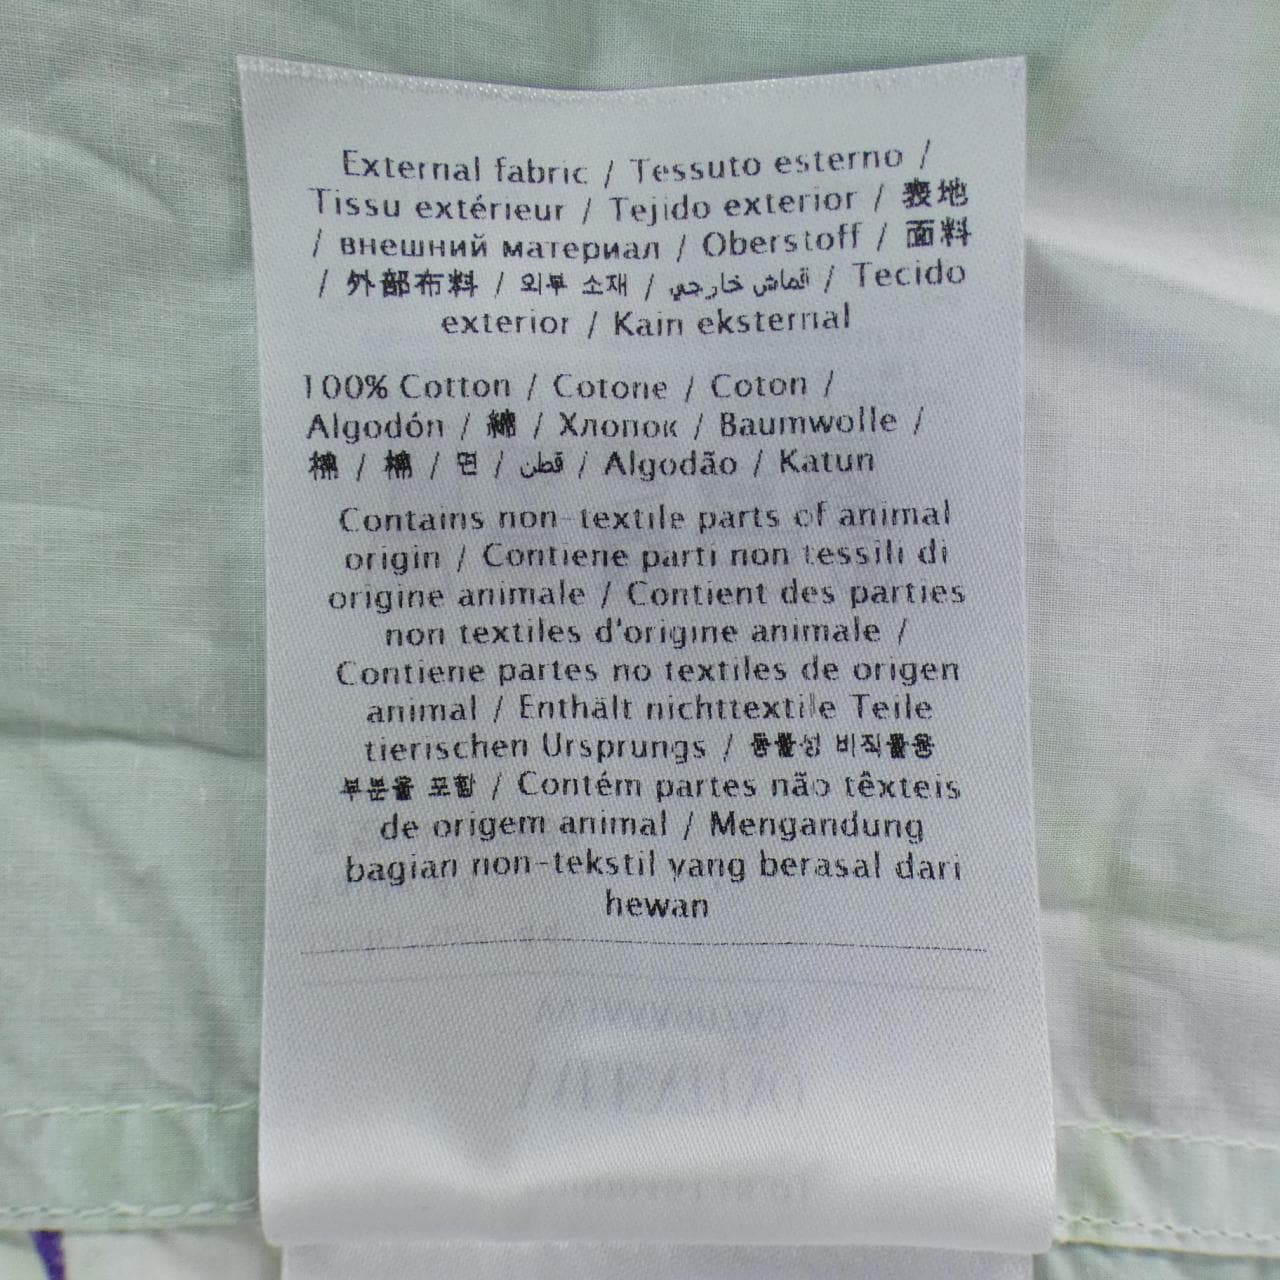 External fabric / Tessuto esterno /
Tissu extérieur / Tejido exterior / 表地
/ внешний материал / Oberstoff / 面料
/ 外部布料 / 외부 소재 / قماش خارجي / Tecido
exterior / Kain eksternal
100% Cotton / Cotone / Coton /
Algodón / 綿 / Хлопок / Baumwolle /
棉 / 棉 / 면 / قطن / Algodão / Katun
Contains non-textile parts of animal
origin / Contiene parti non tessili di
origine animale / Contient des parties
non textiles d'origine animale /
Contiene partes no textiles de origen
animal / Enthält nichttextile Teile
tierischen Ursprungs / 동물성 비직물용
부분을 포함 / Contém partes não têxteis
de origem animal / Mengandung
bagian non-tekstil yang berasal dari
hewan